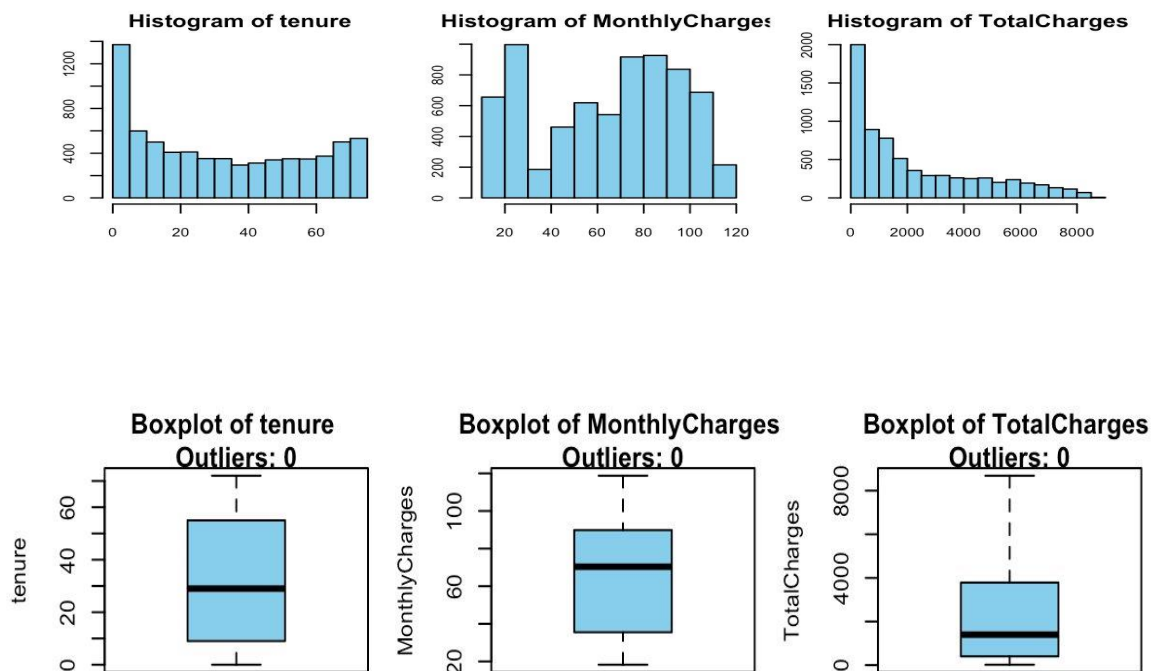 Histogram of tenure
1200
800
400
0
0 20 40 60
Histogram of MonthlyCharges
800
600
400
200
0
20 40 60 80 100 120
Histogram of TotalCharges
2000
1500
1000
500
0
0 2000 4000 6000 8000
Boxplot of tenure
Outliers: 0
tenure
60
40
20
0
Boxplot of MonthlyCharges
Outliers: 0
MonthlyCharges
100
60
20
Boxplot of TotalCharges
Outliers: 0
TotalCharges
8000
4000
0